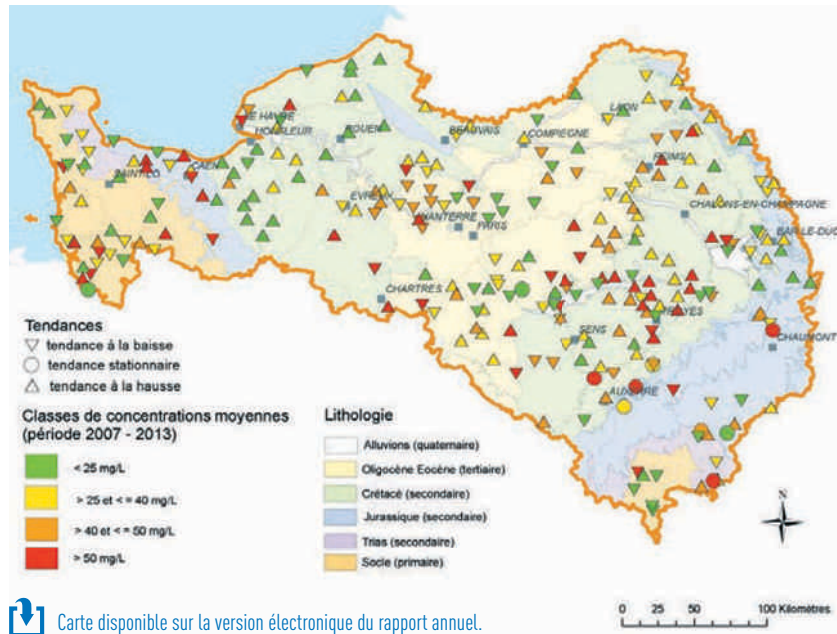 LE HAVRE
HONFLEUR
ROUEN
BEAUVAIS
COMPIEGNE
LAON
REIMS
CAEN
SAINT-LO
EVREUX
NANTERRE
PARIS
CHALONS-EN-CHAMPAGNE
BAR-LE-DUC
CHARTRES
SENS
TROYES
CHAUMONT
AUXERRE
Tendances
tendance à la baisse
tendance stationnaire
tendance à la hausse
Classes de concentrations moyennes
(période 2007 - 2013)
< 25 mg/L
> 25 et < = 40 mg/L
> 40 et < = 50 mg/L
> 50 mg/L
Lithologie
Alluvions (quaternaire)
Oligocène Eocène (tertiaire)
Crétacé (secondaire)
Jurassique (secondaire)
Trias (secondaire)
Socle (primaire)
N
0 25 50 100 Kilomètres
Carte disponible sur la version électronique du rapport annuel.